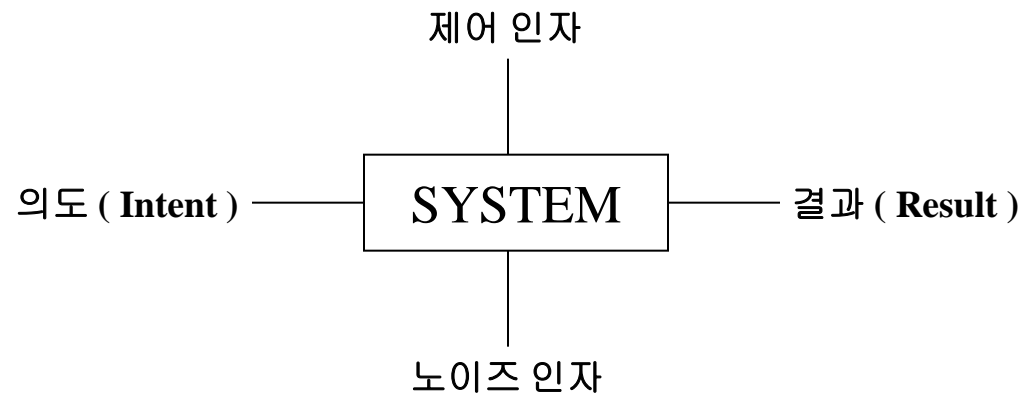 제어 인자
의도 ( Intent )
SYSTEM
결과 ( Result )
노이즈 인자